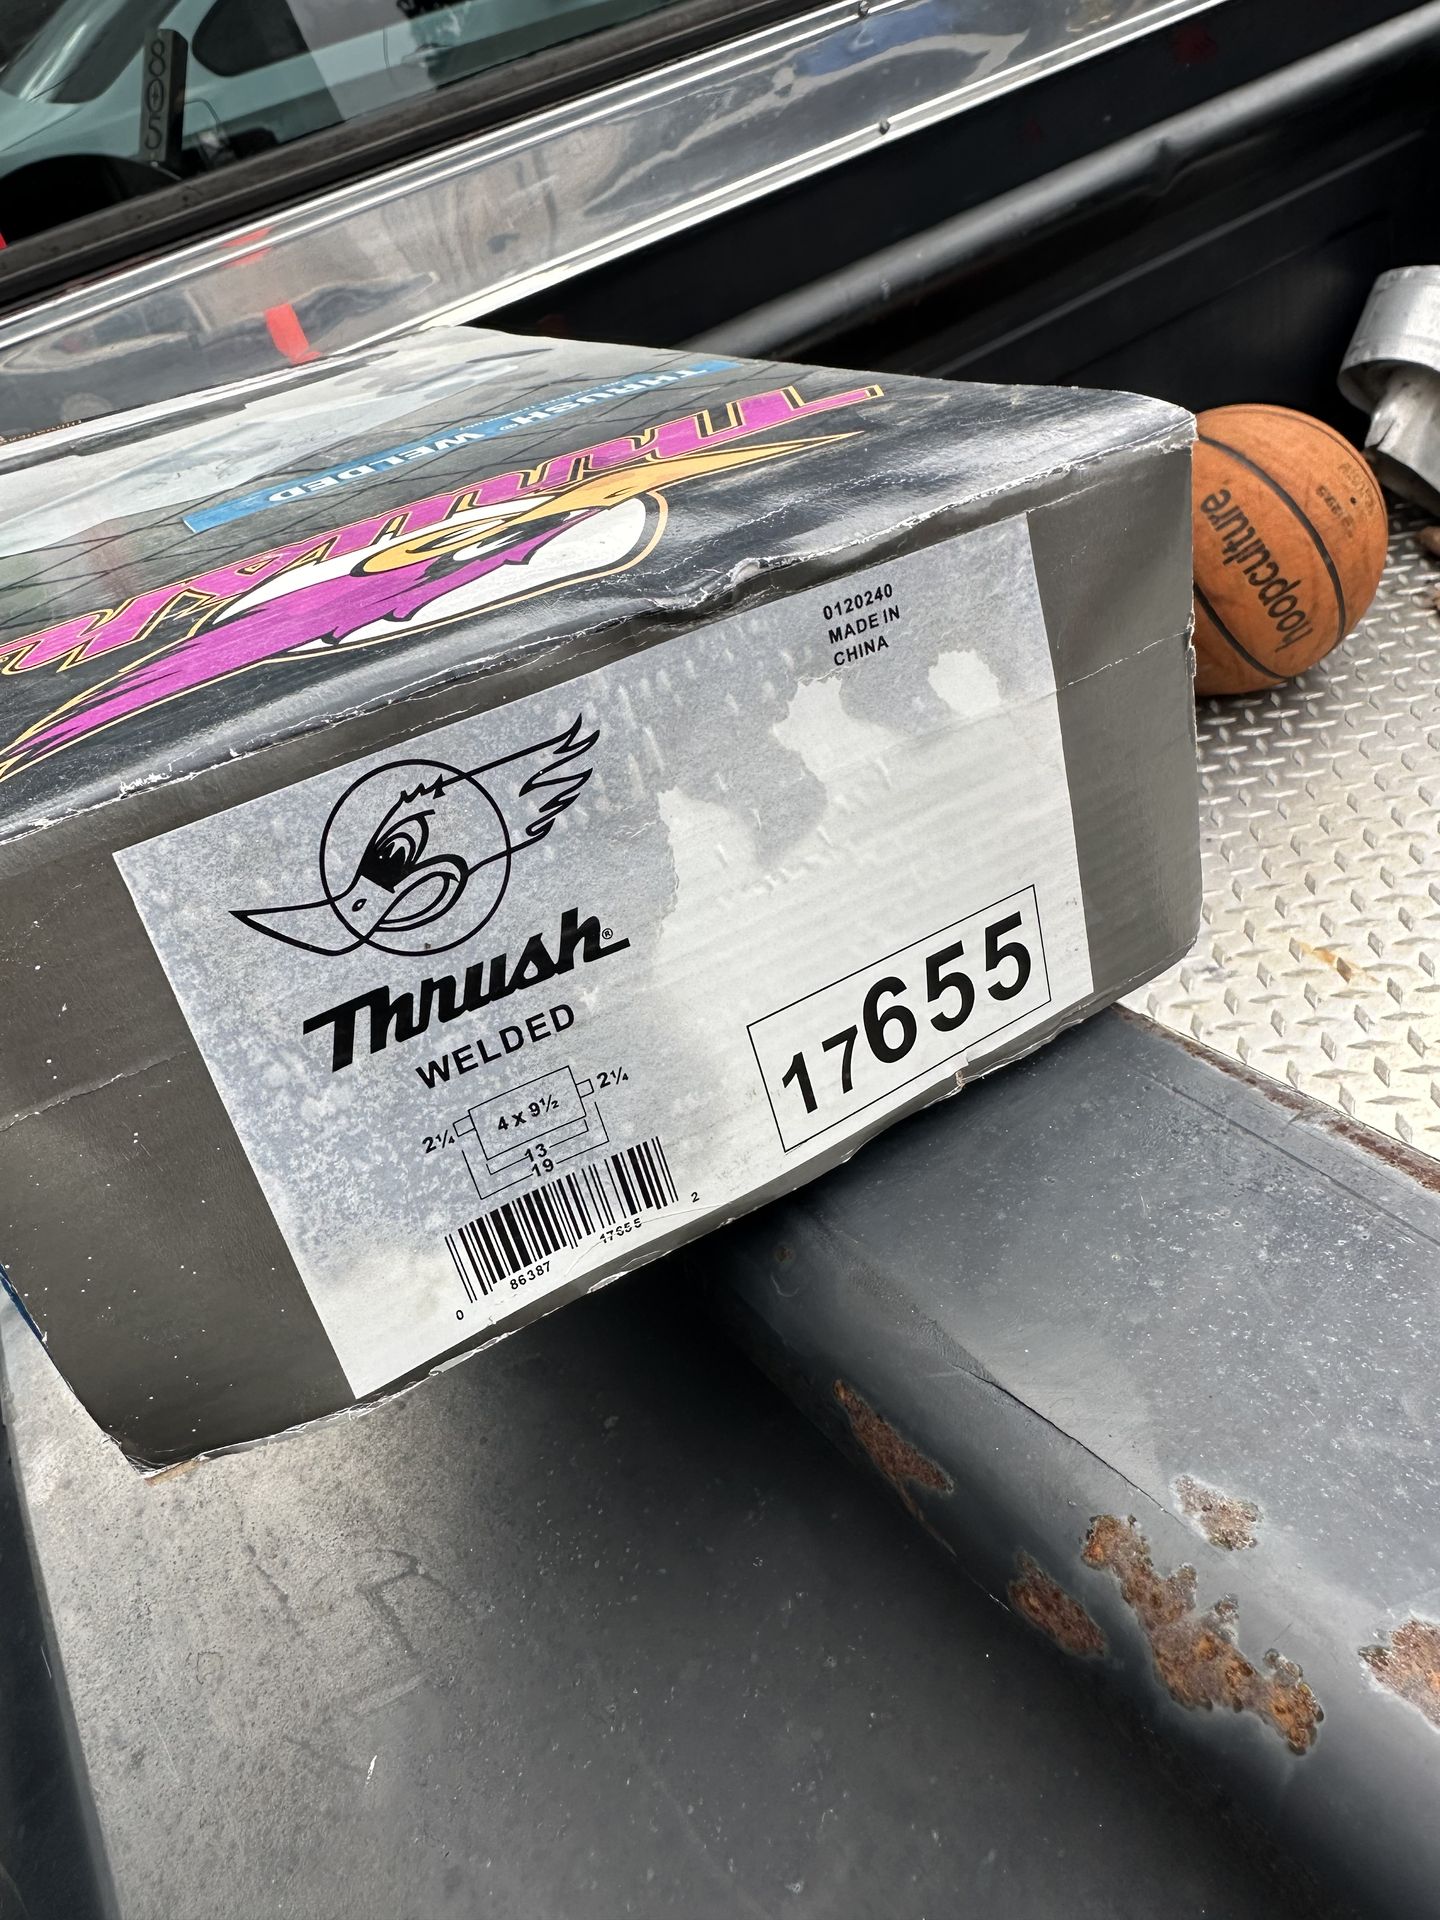 THRUSH® WELDED
Thrush
0120240
MADE IN
CHINA
Thrush®
WELDED
17655
2¼ 4 x 9½ 2¼
13
19
0 86387 17655 2
hoopculture